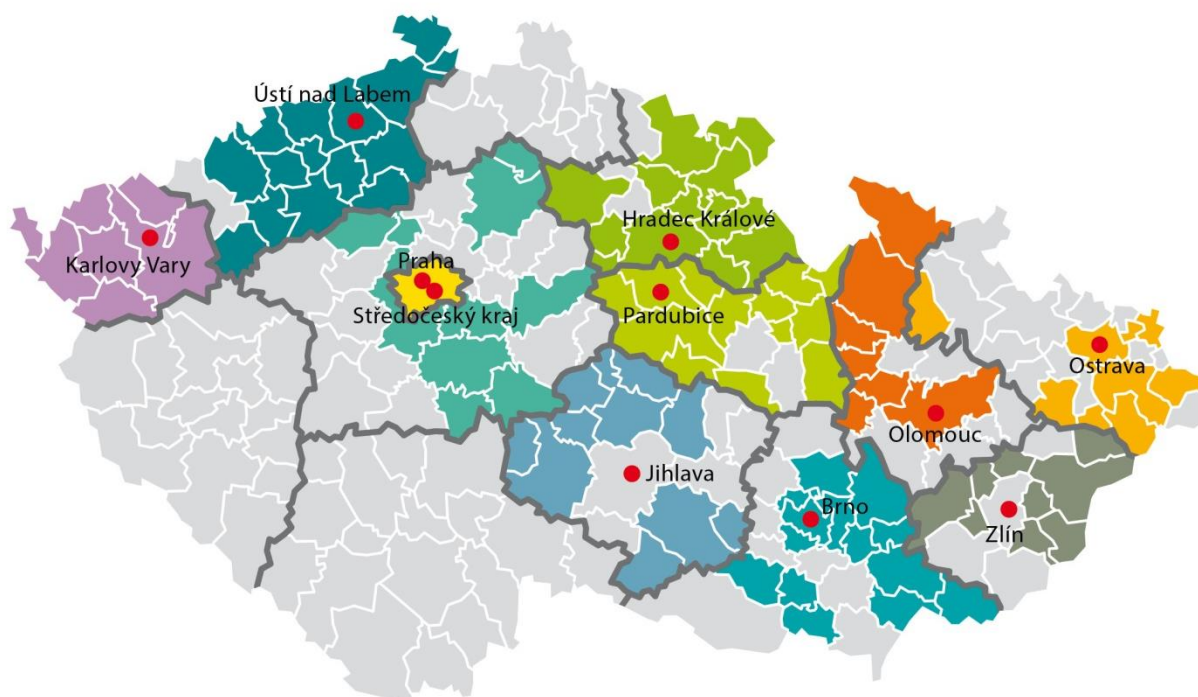 Ústí nad Labem
Hradec Králové
Karlovy Vary
Praha
Středočeský kraj
Pardubice
Ostrava
Olomouc
Jihlava
Brno
Zlín